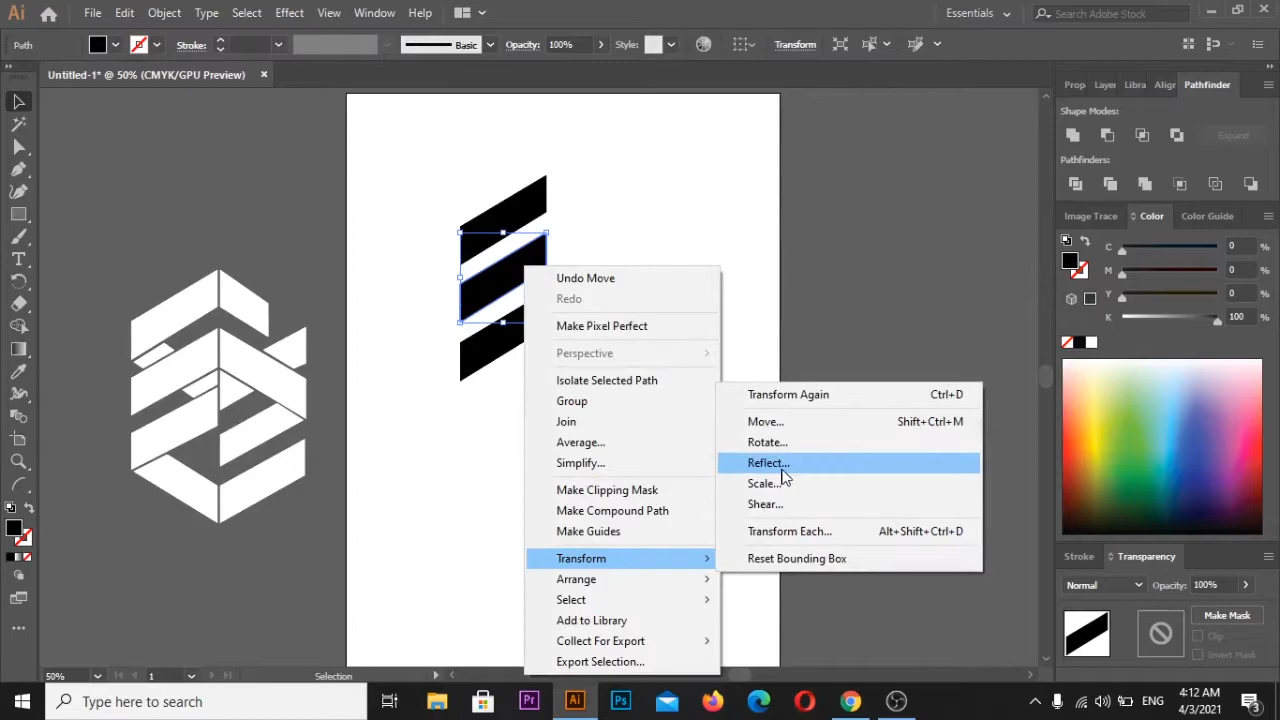 Ai File Edit Object Type Select Effect View Window Help Essentials Search Adobe Stock
Path Stroke: Basic Opacity: 100% Style: Transform
Untitled-1* @ 50% (CMYK/GPU Preview) ×
Prop Layer Libra Align Pathfinder
Shape Modes:
Expand
Pathfinders:
Image Trace Color Color Guide
C 0 %
M 0 %
Y 0 %
K 100 %
Undo Move
Redo
Make Pixel Perfect
Perspective
Isolate Selected Path
Group
Join
Average...
Simplify...
Make Clipping Mask
Make Compound Path
Make Guides
Transform
Arrange
Select
Add to Library
Collect For Export
Export Selection...
Transform Again Ctrl+D
Move... Shift+Ctrl+M
Rotate...
Reflect...
Scale...
Shear...
Transform Each... Alt+Shift+Ctrl+D
Reset Bounding Box
Stroke Transparency
Normal Opacity: 100%
Make Mask
Clip
Invert Mask
50% 1 Selection
Type here to search Pr Ai Ps ENG 4:12 AM
4/3/2021 3